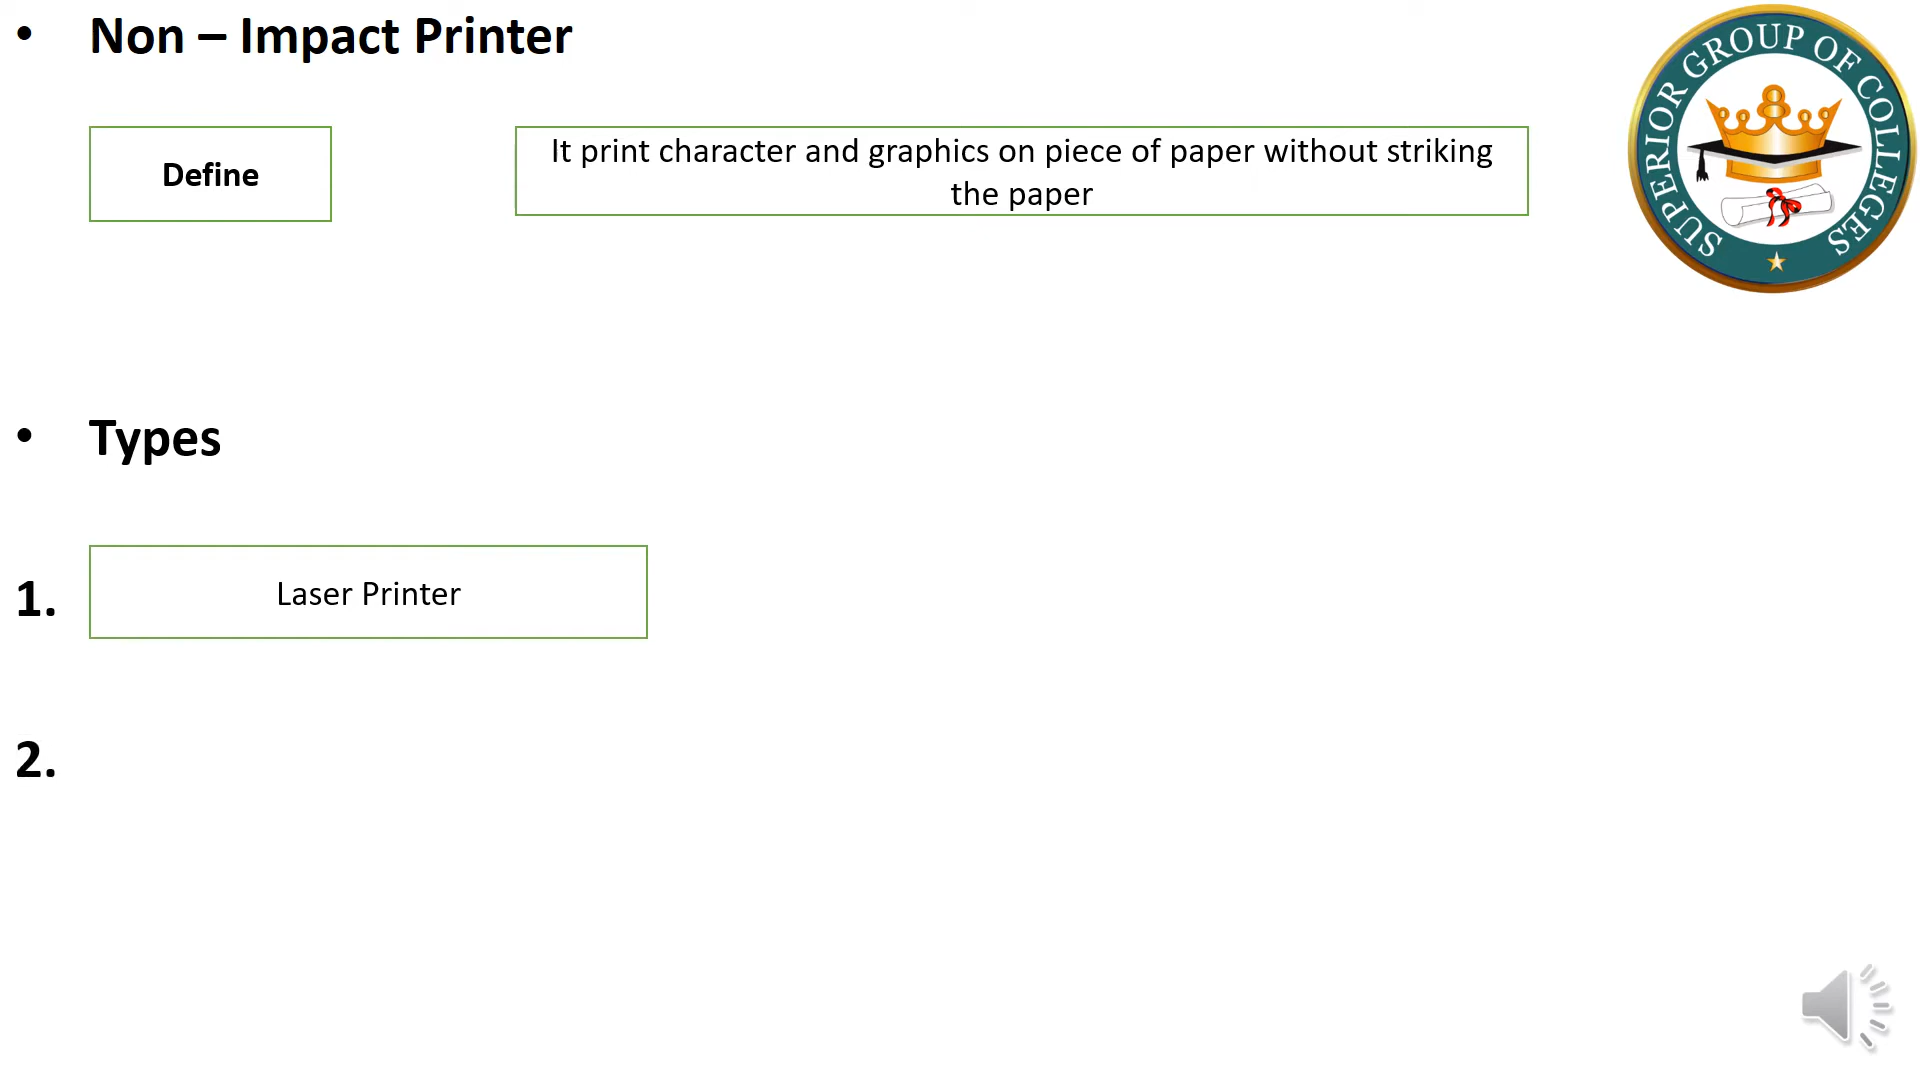 • Non – Impact Printer
SUPERIOR GROUP OF COLLEGES
Define
It print character and graphics on piece of paper without striking
the paper
• Types
1. Laser Printer
2.